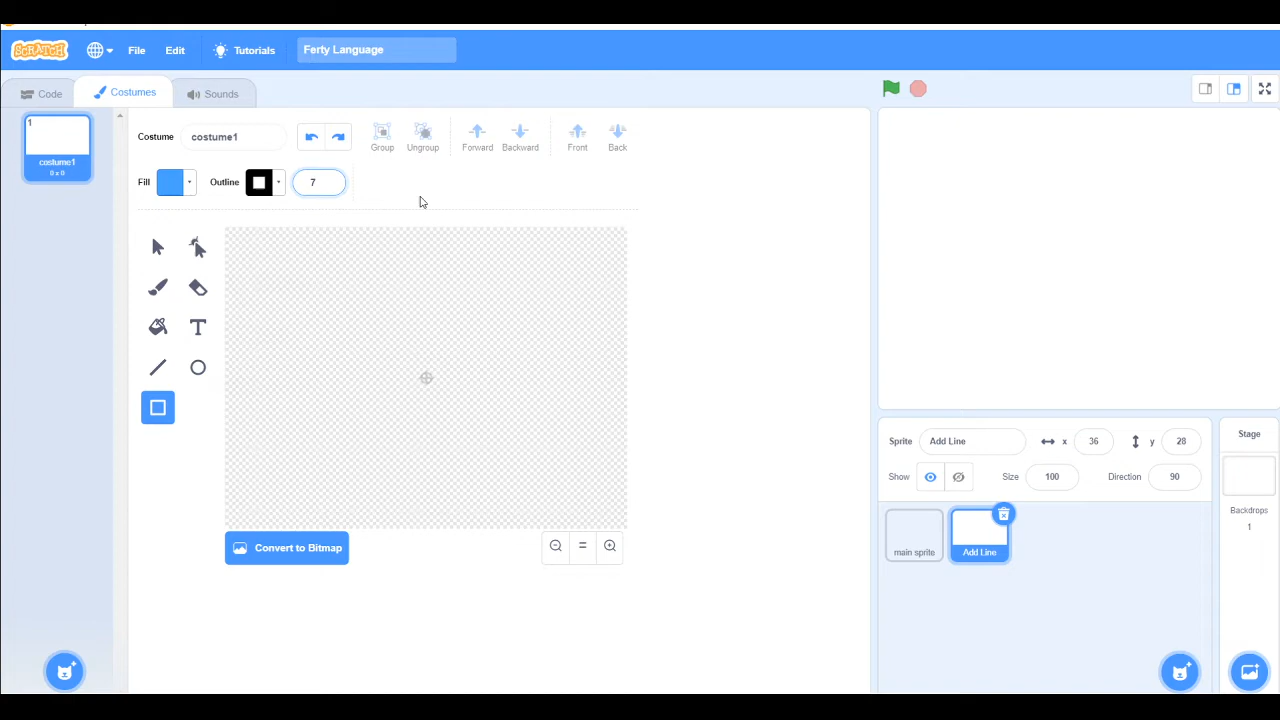 SCRATCH
File
Edit
Tutorials
Ferty Language
Code
Costumes
Sounds
1
costume1
0 x 0
Costume
costume1
Group
Ungroup
Forward
Backward
Front
Back
Fill
Outline
7
T
Convert to Bitmap
Sprite
Add Line
x
36
y
28
Show
Size
100
Direction
90
main sprite
Add Line
Stage
Backdrops
1